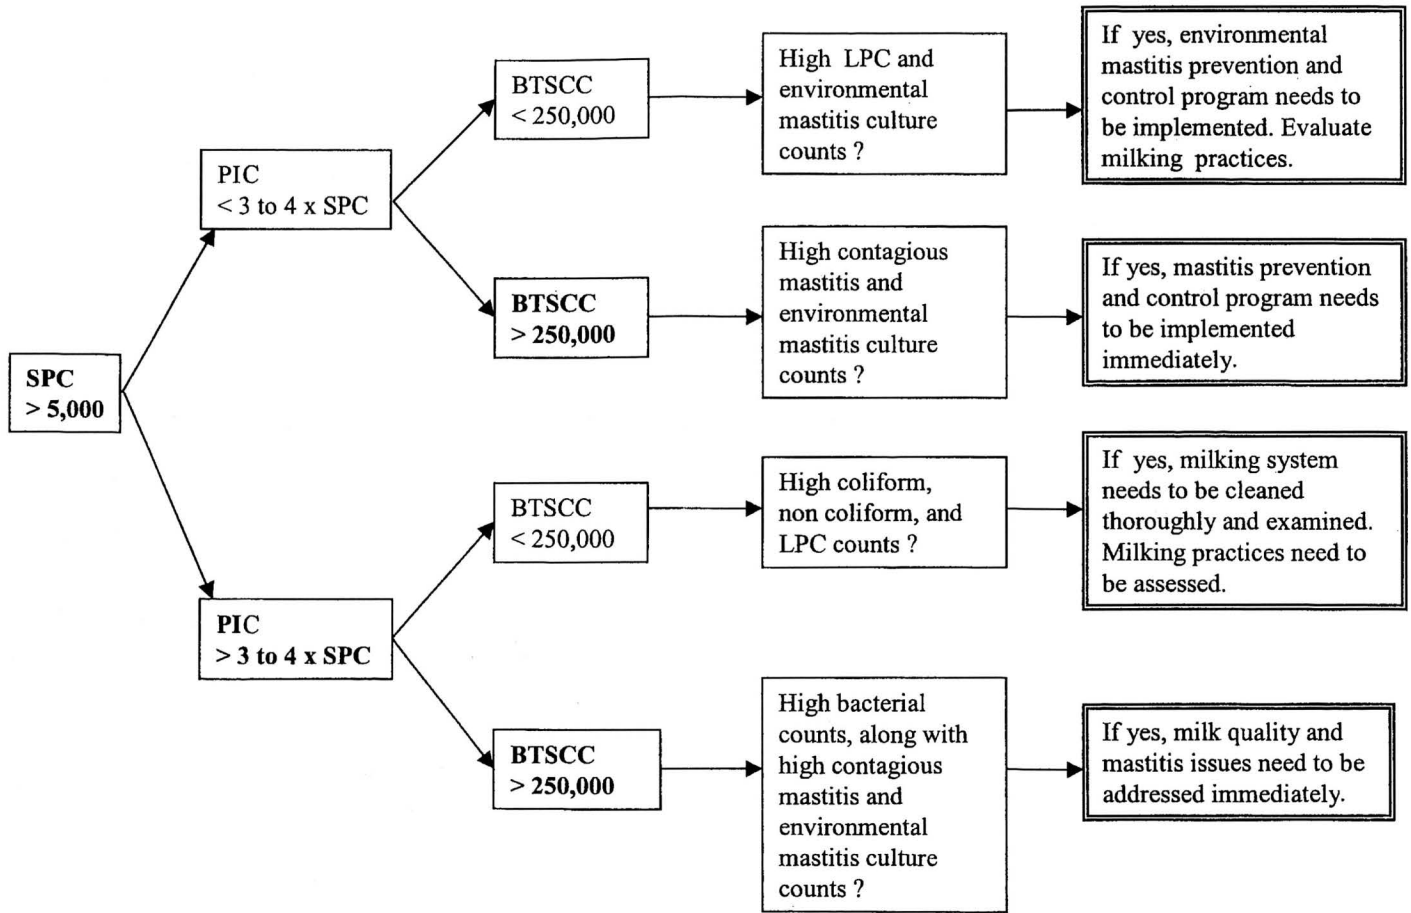 SPC
> 5,000
PIC
< 3 to 4 x SPC
BTSCC
< 250,000
High LPC and
environmental
mastitis culture
counts ?
If yes, environmental
mastitis prevention and
control program needs to
be implemented. Evaluate
milking practices.
BTSCC
> 250,000
High contagious
mastitis and
environmental
mastitis culture
counts ?
If yes, mastitis prevention
and control program needs
to be implemented
immediately.
PIC
> 3 to 4 x SPC
BTSCC
< 250,000
High coliform,
non coliform, and
LPC counts ?
If yes, milking system
needs to be cleaned
thoroughly and examined.
Milking practices need to
be assessed.
BTSCC
> 250,000
High bacterial
counts, along with
high contagious
mastitis and
environmental
mastitis culture
counts ?
If yes, milk quality and
mastitis issues need to be
addressed immediately.